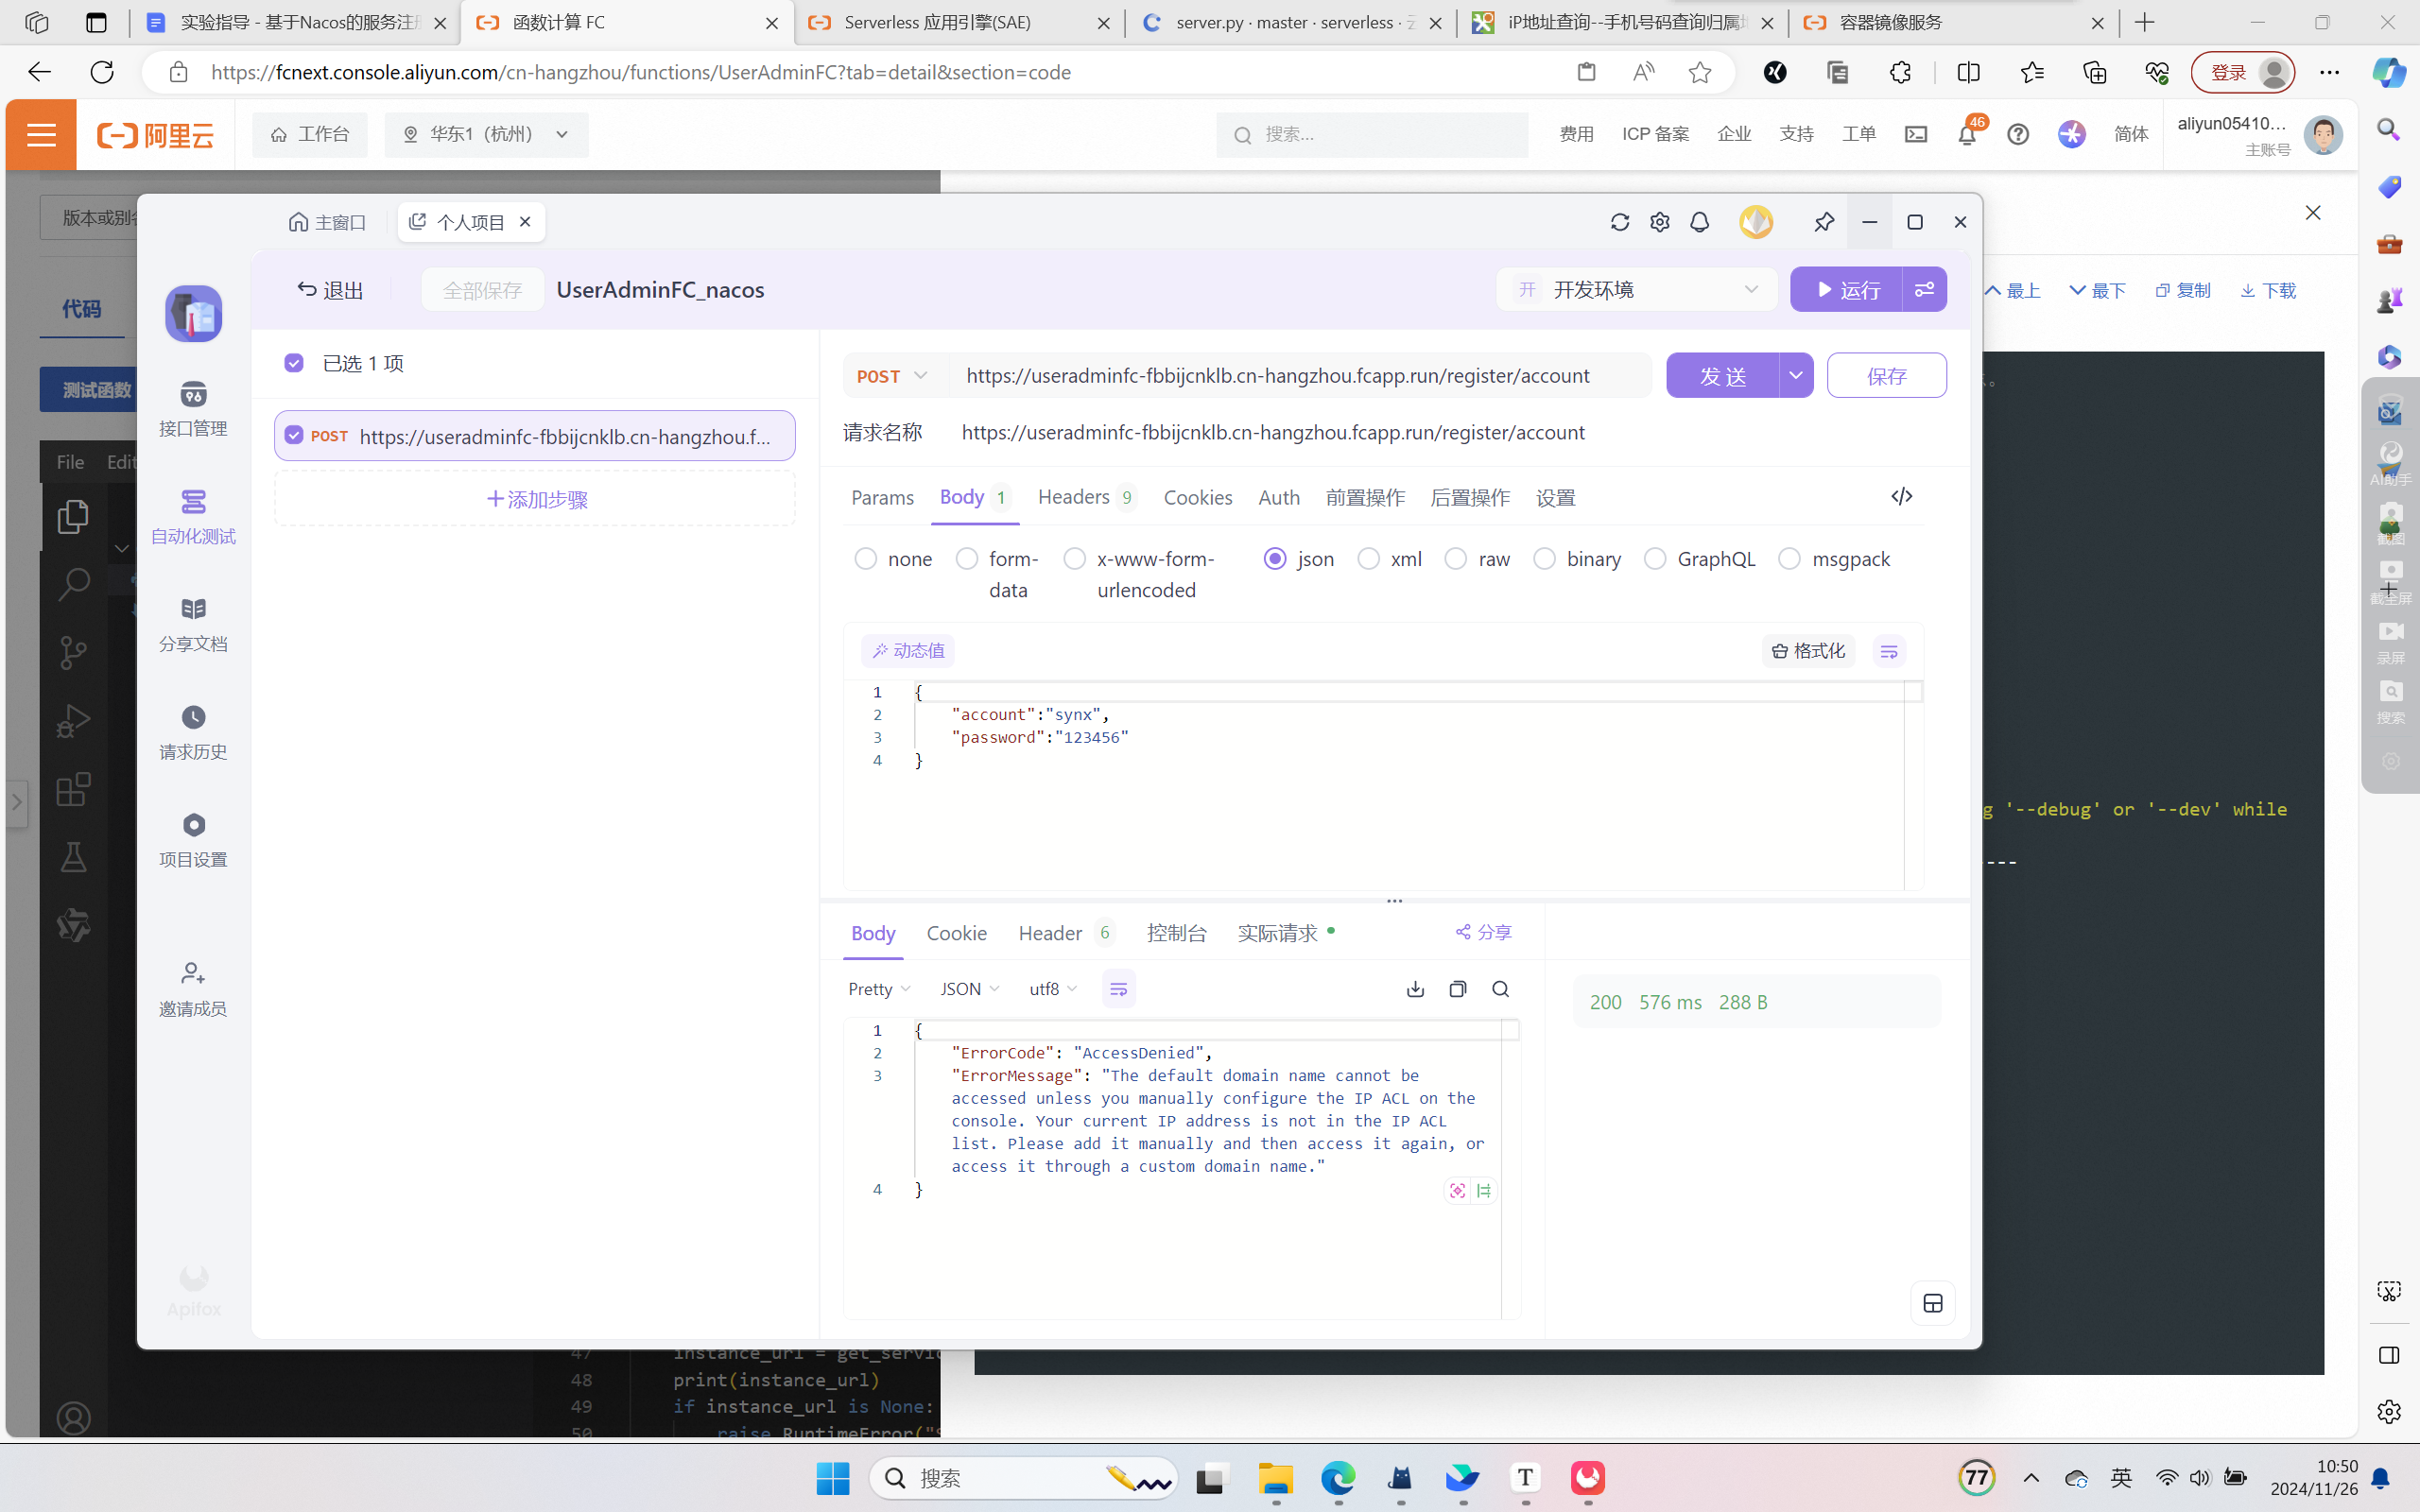 实验指导 - 基于Nacos的服务注册
函数计算 FC
Serverless 应用引擎(SAE)
server.py · master · serverless · 云
iP地址查询--手机号码查询归属地
容器镜像服务
https://fcnext.console.aliyun.com/cn-hangzhou/functions/UserAdminFC?tab=detail&section=code
登录
阿里云
工作台
华东1（杭州）
搜索...
费用
ICP 备案
企业
支持
工单
46
简体
aliyun05410...
主账号
版本或别名
代码
测试函数
File
Edit
主窗口
个人项目
退出
全部保存
UserAdminFC_nacos
开 开发环境
运行
最上
最下
复制
下载
接口管理
自动化测试
分享文档
请求历史
项目设置
邀请成员
Apifox
已选 1 项
POST https://useradminfc-fbbijcnklb.cn-hangzhou.f...
添加步骤
POST
https://useradminfc-fbbijcnklb.cn-hangzhou.fcapp.run/register/account
发 送
保存
请求名称
https://useradminfc-fbbijcnklb.cn-hangzhou.fcapp.run/register/account
Params
Body 1
Headers 9
Cookies
Auth
前置操作
后置操作
设置
none
form-
data
x-www-form-
urlencoded
json
xml
raw
binary
GraphQL
msgpack
动态值
格式化
1 {
2 "account":"synx",
3 "password":"123456"
4 }
g '--debug' or '--dev' while
----
Body
Cookie
Header 6
控制台
实际请求
分享
Pretty
JSON
utf8
200 576 ms 288 B
1 {
2 "ErrorCode": "AccessDenied",
3 "ErrorMessage": "The default domain name cannot be
accessed unless you manually configure the IP ACL on the
console. Your current IP address is not in the IP ACL
list. Please add it manually and then access it again, or
access it through a custom domain name."
4 }
47 instance_url = get_servic
48 print(instance_url)
49 if instance_url is None:
50 raise RuntimeError("
AI助手
截图
截全屏
录屏
搜索
搜索
77
英
10:50
2024/11/26